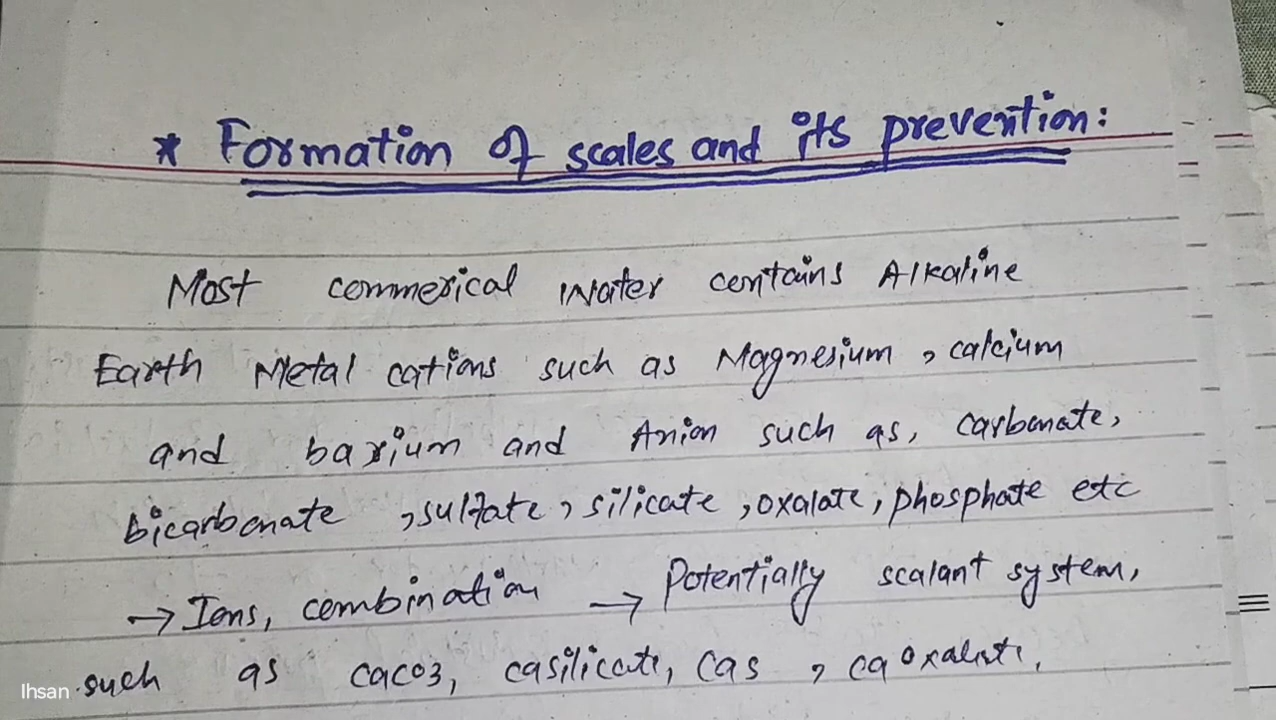 * Formation of scales and its prevention:
Most commerical Water contains Alkaline
Earth Metal cations such as Magnesium, calcium
and barium and Anion such as, carbonate,
bicarbonate, sulfate, silicate, oxalate, phosphate etc
→ Ions, combination → Potentially scalant system,
such as caco3, casilicate, Cas, ca oxalate,
Ihsan